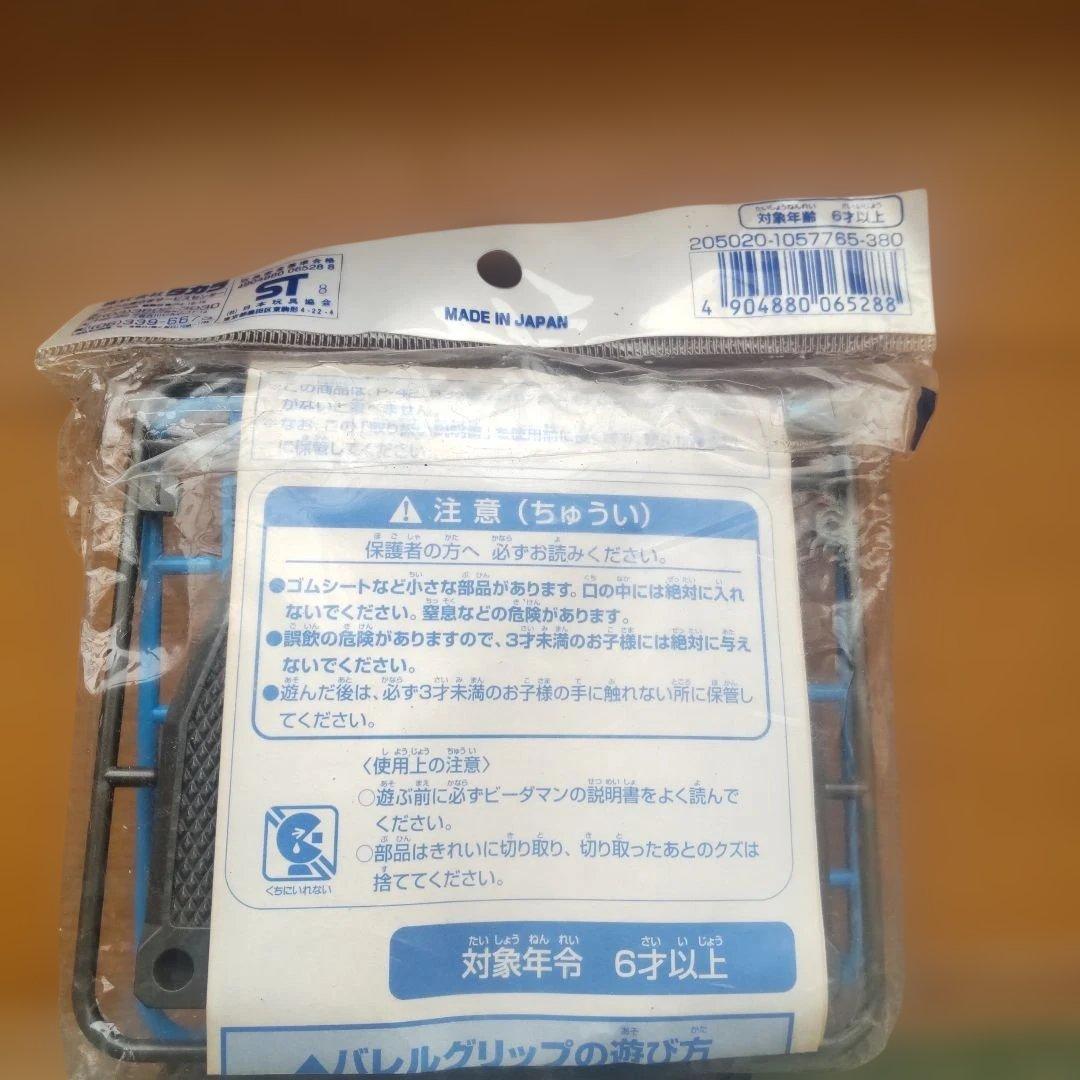 対象年齢 6才以上
205020-1057765-380
4 904880 065288
タカラ
ST
MADE IN JAPAN
に保管してください。
注意(ちゅうい)
保護者の方へ 必ずお読みください。
●ゴムシートなど小さな部品があります。口の中には絶対に入れ
ないでください。窒息などの危険があります。
●誤飲の危険がありますので、3才未満のお子様には絶対に与え
ないでください。
●遊んだ後は、必ず3才未満のお子様の手に触れない所に保管し
てください。
〈使用上の注意〉
○遊ぶ前に必ずビーダマンの説明書をよく読んで
ください。
○部品はきれいに切り取り、切り取ったあとのクズは
捨ててください。
くちにいれない
対象年令 6才以上
▲バレルグリップの遊び方